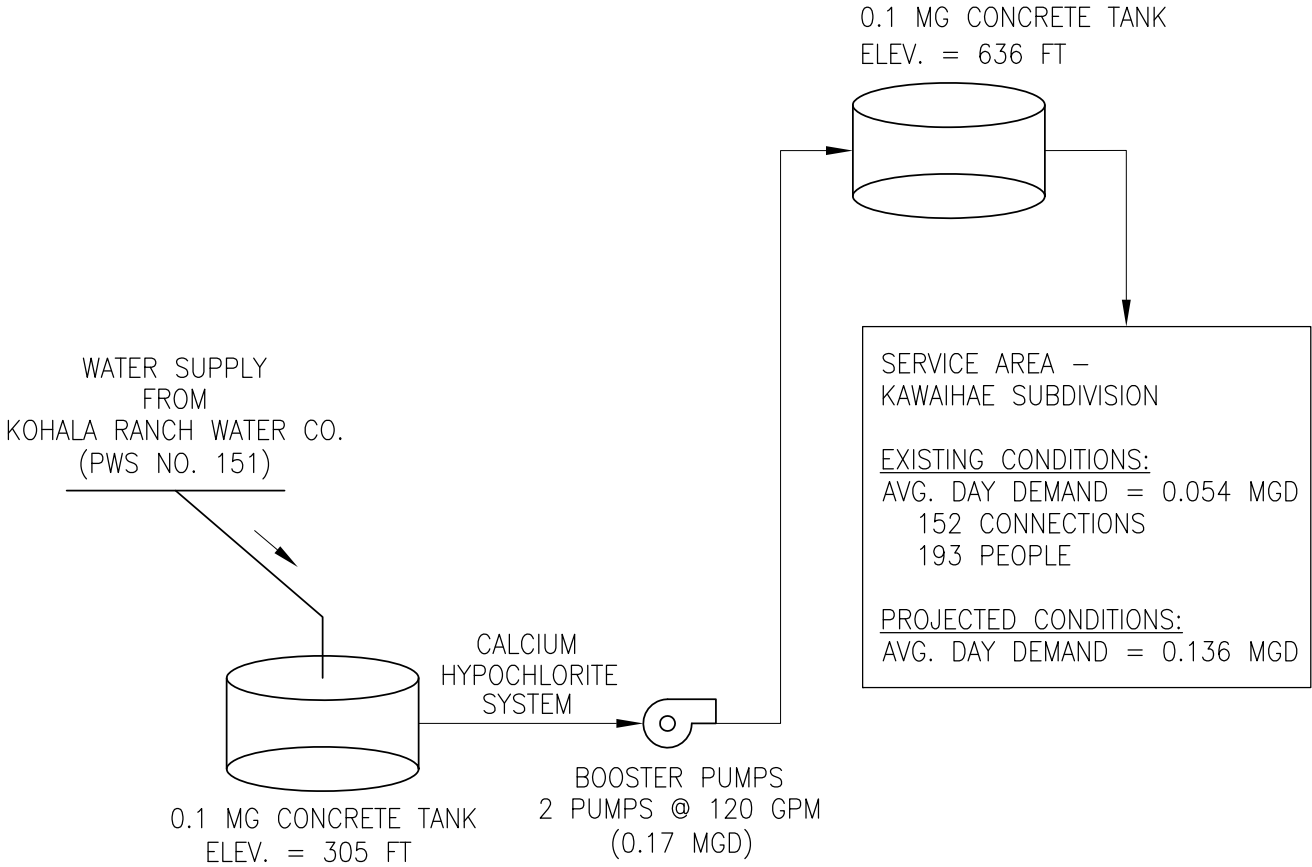 0.1 MG CONCRETE TANK
ELEV. = 636 FT
WATER SUPPLY
FROM
KOHALA RANCH WATER CO.
(PWS NO. 151)
SERVICE AREA –
KAWAIHAE SUBDIVISION
EXISTING CONDITIONS:
AVG. DAY DEMAND = 0.054 MGD
152 CONNECTIONS
193 PEOPLE
PROJECTED CONDITIONS:
AVG. DAY DEMAND = 0.136 MGD
CALCIUM
HYPOCHLORITE
SYSTEM
BOOSTER PUMPS
2 PUMPS @ 120 GPM
(0.17 MGD)
0.1 MG CONCRETE TANK
ELEV. = 305 FT